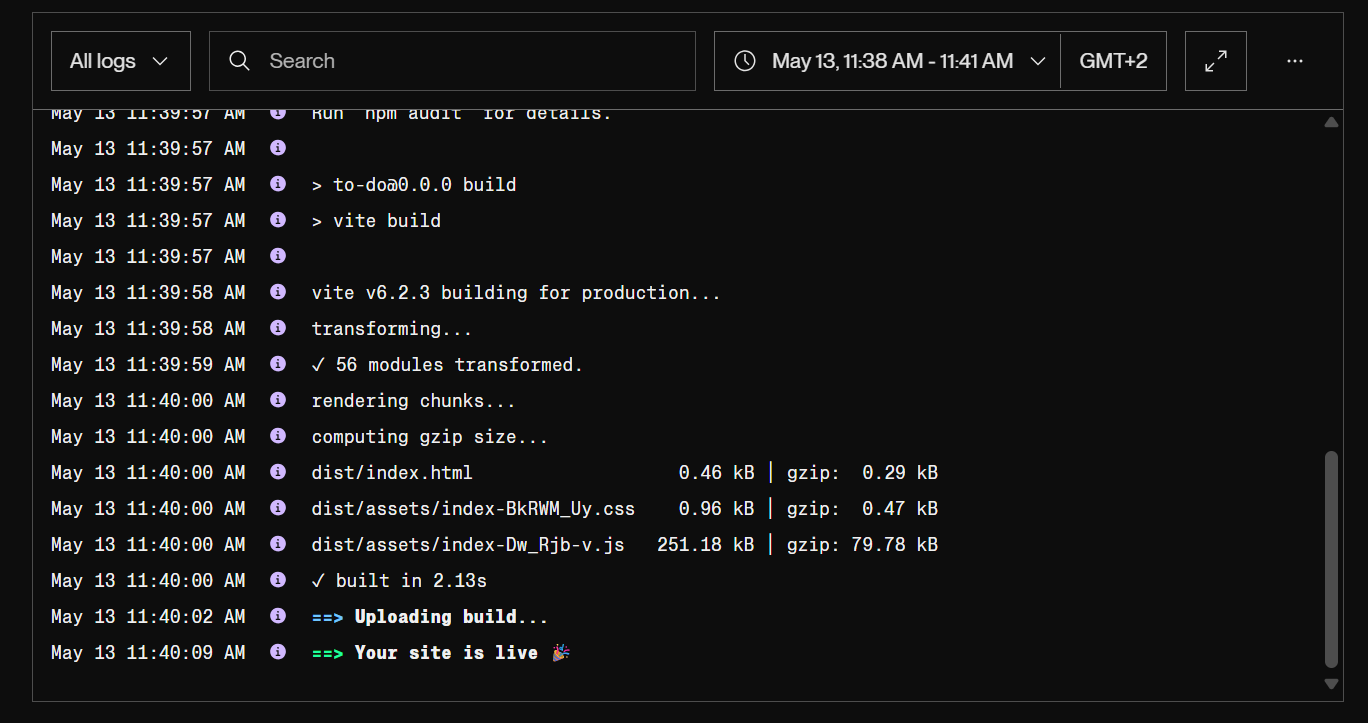 All logs Search May 13, 11:38 AM - 11:41 AM GMT+2 ...
May 13 11:39:57 AM Run `npm audit` for details.
May 13 11:39:57 AM
May 13 11:39:57 AM > to-do@0.0.0 build
May 13 11:39:57 AM > vite build
May 13 11:39:57 AM
May 13 11:39:58 AM vite v6.2.3 building for production...
May 13 11:39:58 AM transforming...
May 13 11:39:59 AM ✓ 56 modules transformed.
May 13 11:40:00 AM rendering chunks...
May 13 11:40:00 AM computing gzip size...
May 13 11:40:00 AM dist/index.html 0.46 kB │ gzip: 0.29 kB
May 13 11:40:00 AM dist/assets/index-BkRWM_Uy.css 0.96 kB │ gzip: 0.47 kB
May 13 11:40:00 AM dist/assets/index-Dw_Rjb-v.js 251.18 kB │ gzip: 79.78 kB
May 13 11:40:00 AM ✓ built in 2.13s
May 13 11:40:02 AM ==> Uploading build...
May 13 11:40:09 AM ==> Your site is live 🎉